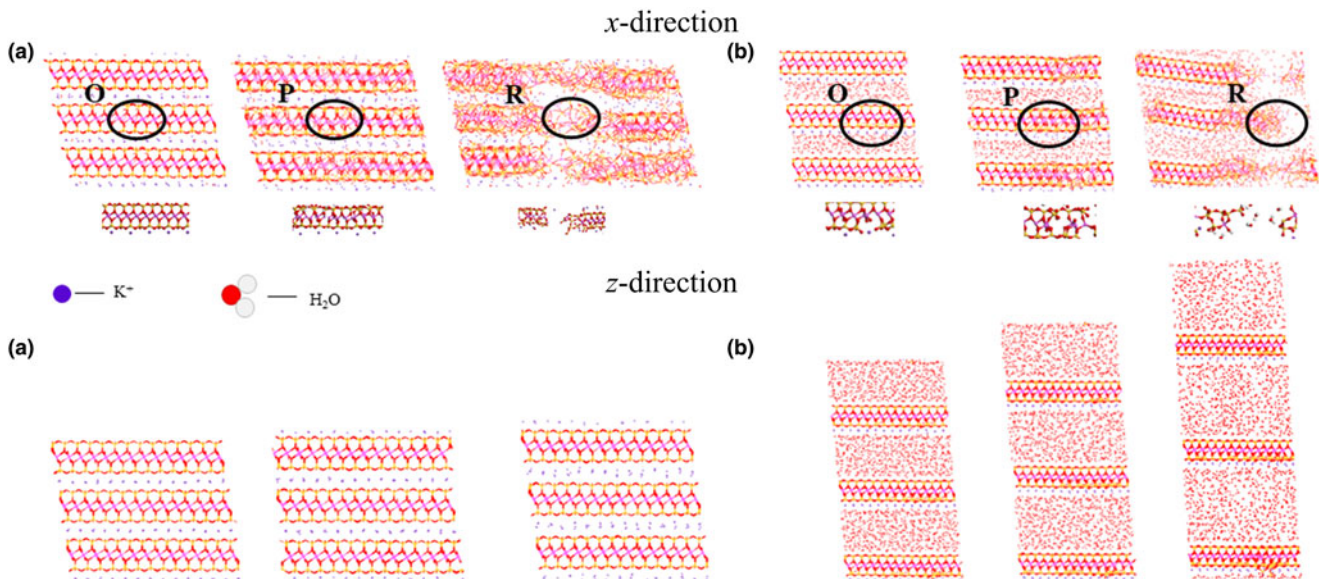 x-direction
(a)
O
P
R
(b)
O
P
R
z-direction
K⁺
H₂O
(a)
(b)